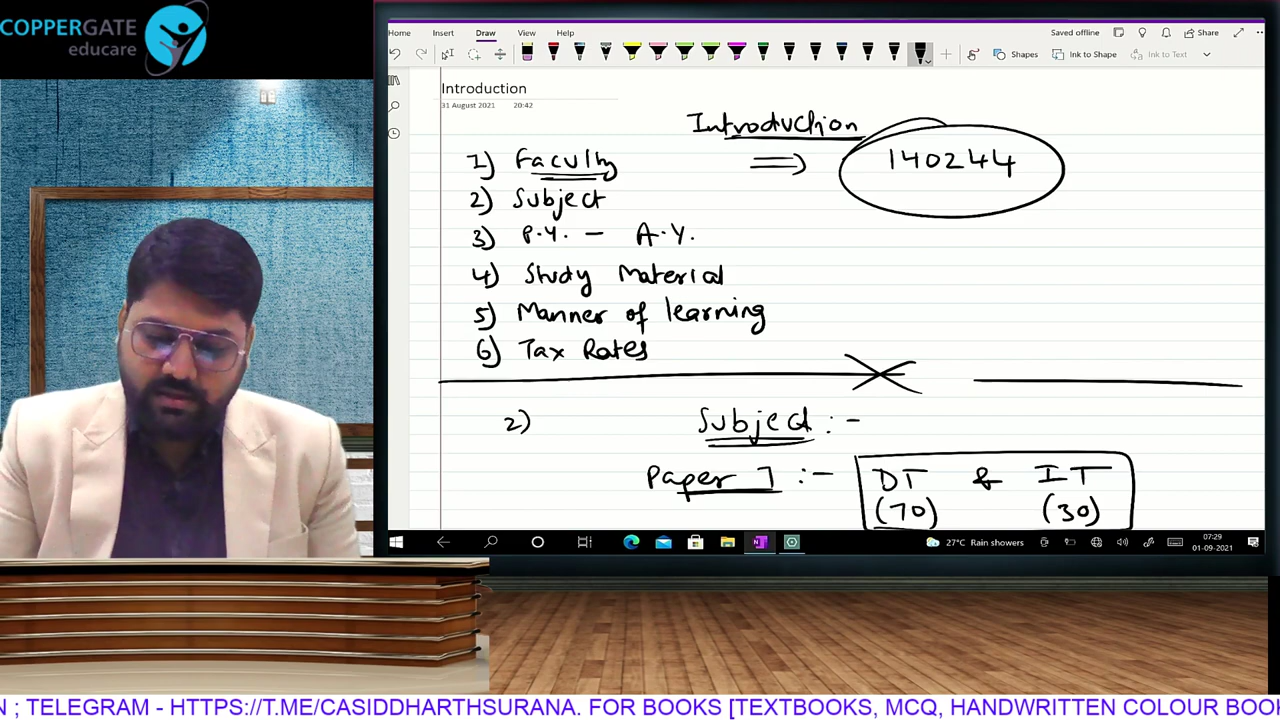 COPPERGATE
educare
Home Insert Draw View Help
Saved offline
Share
Shapes
Ink to Shape
Ink to Text
Introduction
31 August 2021 20:42
Introduction
1) Faculty ⇒ 140244
2) Subject
3) P.Y. - A.Y.
4) Study Material
5) Manner of learning
6) Tax Rates
2) Subject :-
Paper 7 :- DT & IT
(70) (30)
27°C Rain showers
07:29
01-09-2021
N ; TELEGRAM - HTTPS://T.ME/CASIDDHARTHSURANA. FOR BOOKS [TEXTBOOKS, MCQ, HANDWRITTEN COLOUR BOO